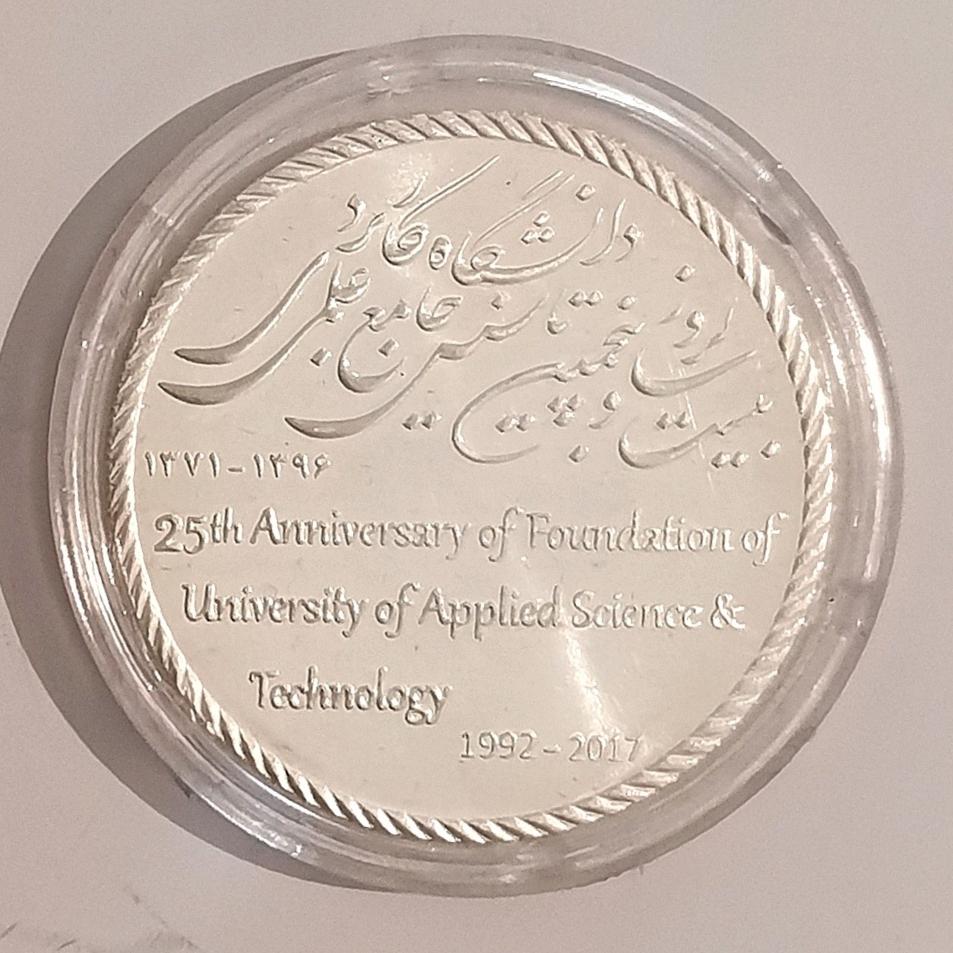 بیست و پنجمین سالروز تاسیس دانشگاه جامع علمی کاربردی
۱۳۷۱-۱۳۹۶
25th Anniversary of Foundation of
University of Applied Science &
Technology
1992-2017